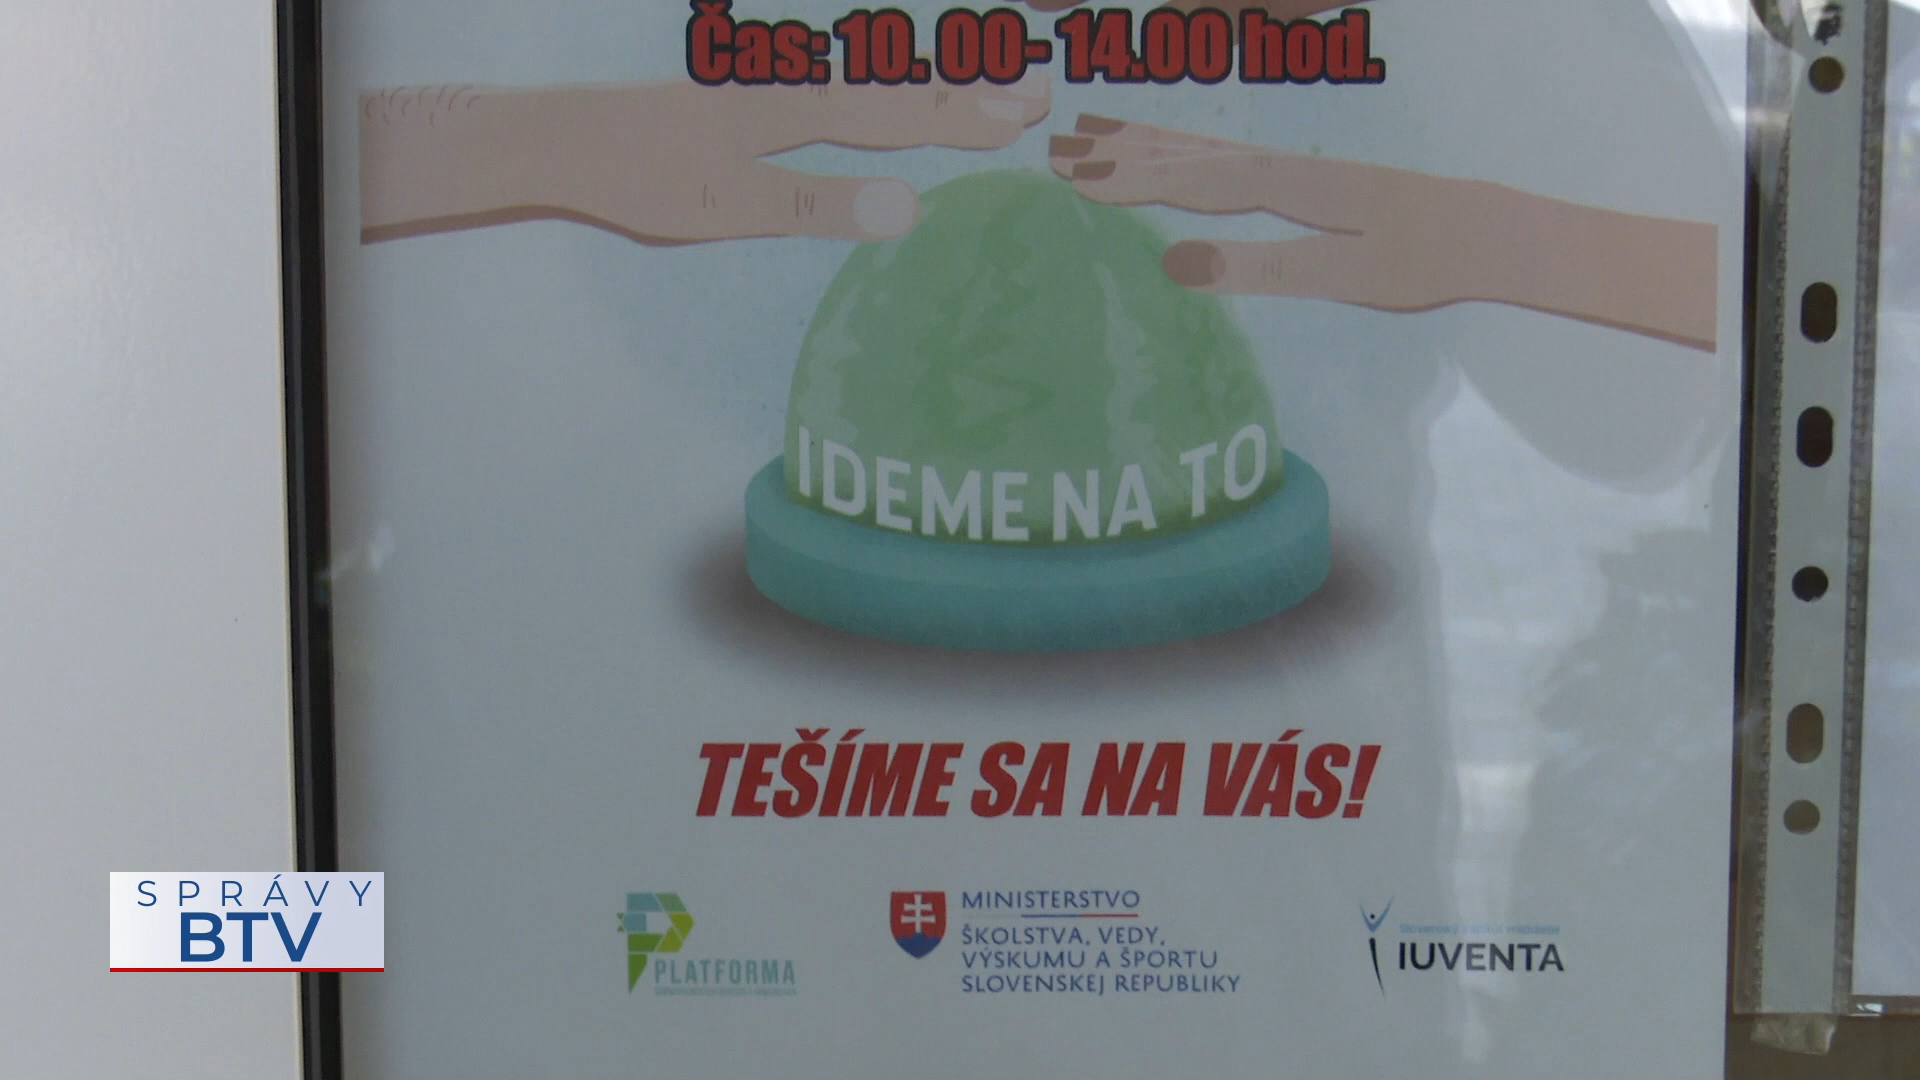 Čas: 10. 00- 14.00 hod.
IDEME NA TO
TEŠÍME SA NA VÁS!
PLATFORMA
MINISTERSTVO
ŠKOLSTVA, VEDY,
VÝSKUMU A ŠPORTU
SLOVENSKEJ REPUBLIKY
IUVENTA
SPRÁVY
BTV